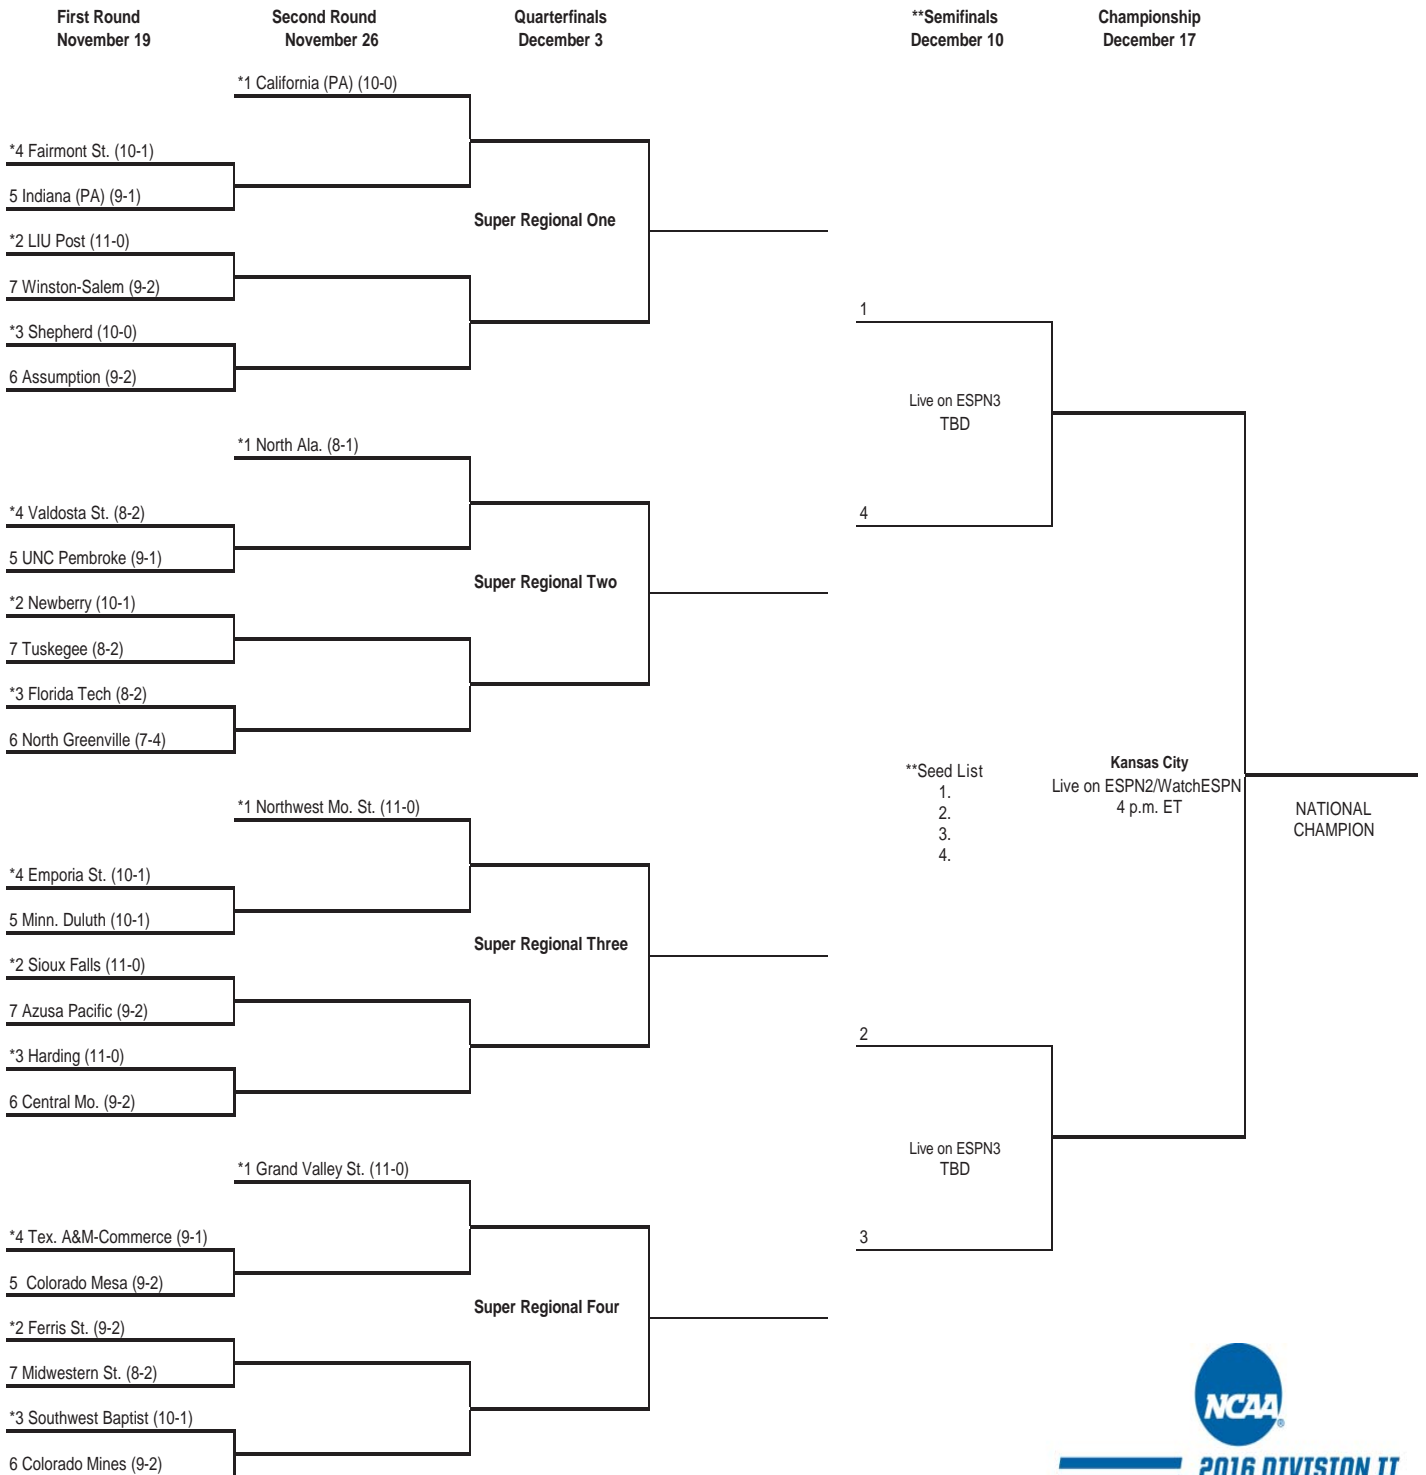 First Round
November 19
Second Round
November 26
Quarterfinals
December 3
**Semifinals
December 10
Championship
December 17
*1 California (PA) (10-0)
*4 Fairmont St. (10-1)
5 Indiana (PA) (9-1)
Super Regional One
*2 LIU Post (11-0)
7 Winston-Salem (9-2)
*3 Shepherd (10-0)
6 Assumption (9-2)
1
Live on ESPN3
TBD
4
*1 North Ala. (8-1)
*4 Valdosta St. (8-2)
5 UNC Pembroke (9-1)
Super Regional Two
*2 Newberry (10-1)
7 Tuskegee (8-2)
*3 Florida Tech (8-2)
6 North Greenville (7-4)
**Seed List
1.
2.
3.
4.
Kansas City
Live on ESPN2/WatchESPN
4 p.m. ET
NATIONAL
CHAMPION
*1 Northwest Mo. St. (11-0)
*4 Emporia St. (10-1)
5 Minn. Duluth (10-1)
Super Regional Three
*2 Sioux Falls (11-0)
7 Azusa Pacific (9-2)
*3 Harding (11-0)
6 Central Mo. (9-2)
2
Live on ESPN3
TBD
3
*1 Grand Valley St. (11-0)
*4 Tex. A&M-Commerce (9-1)
5 Colorado Mesa (9-2)
Super Regional Four
*2 Ferris St. (9-2)
7 Midwestern St. (8-2)
*3 Southwest Baptist (10-1)
6 Colorado Mines (9-2)
NCAA®
2016 DIVISION II